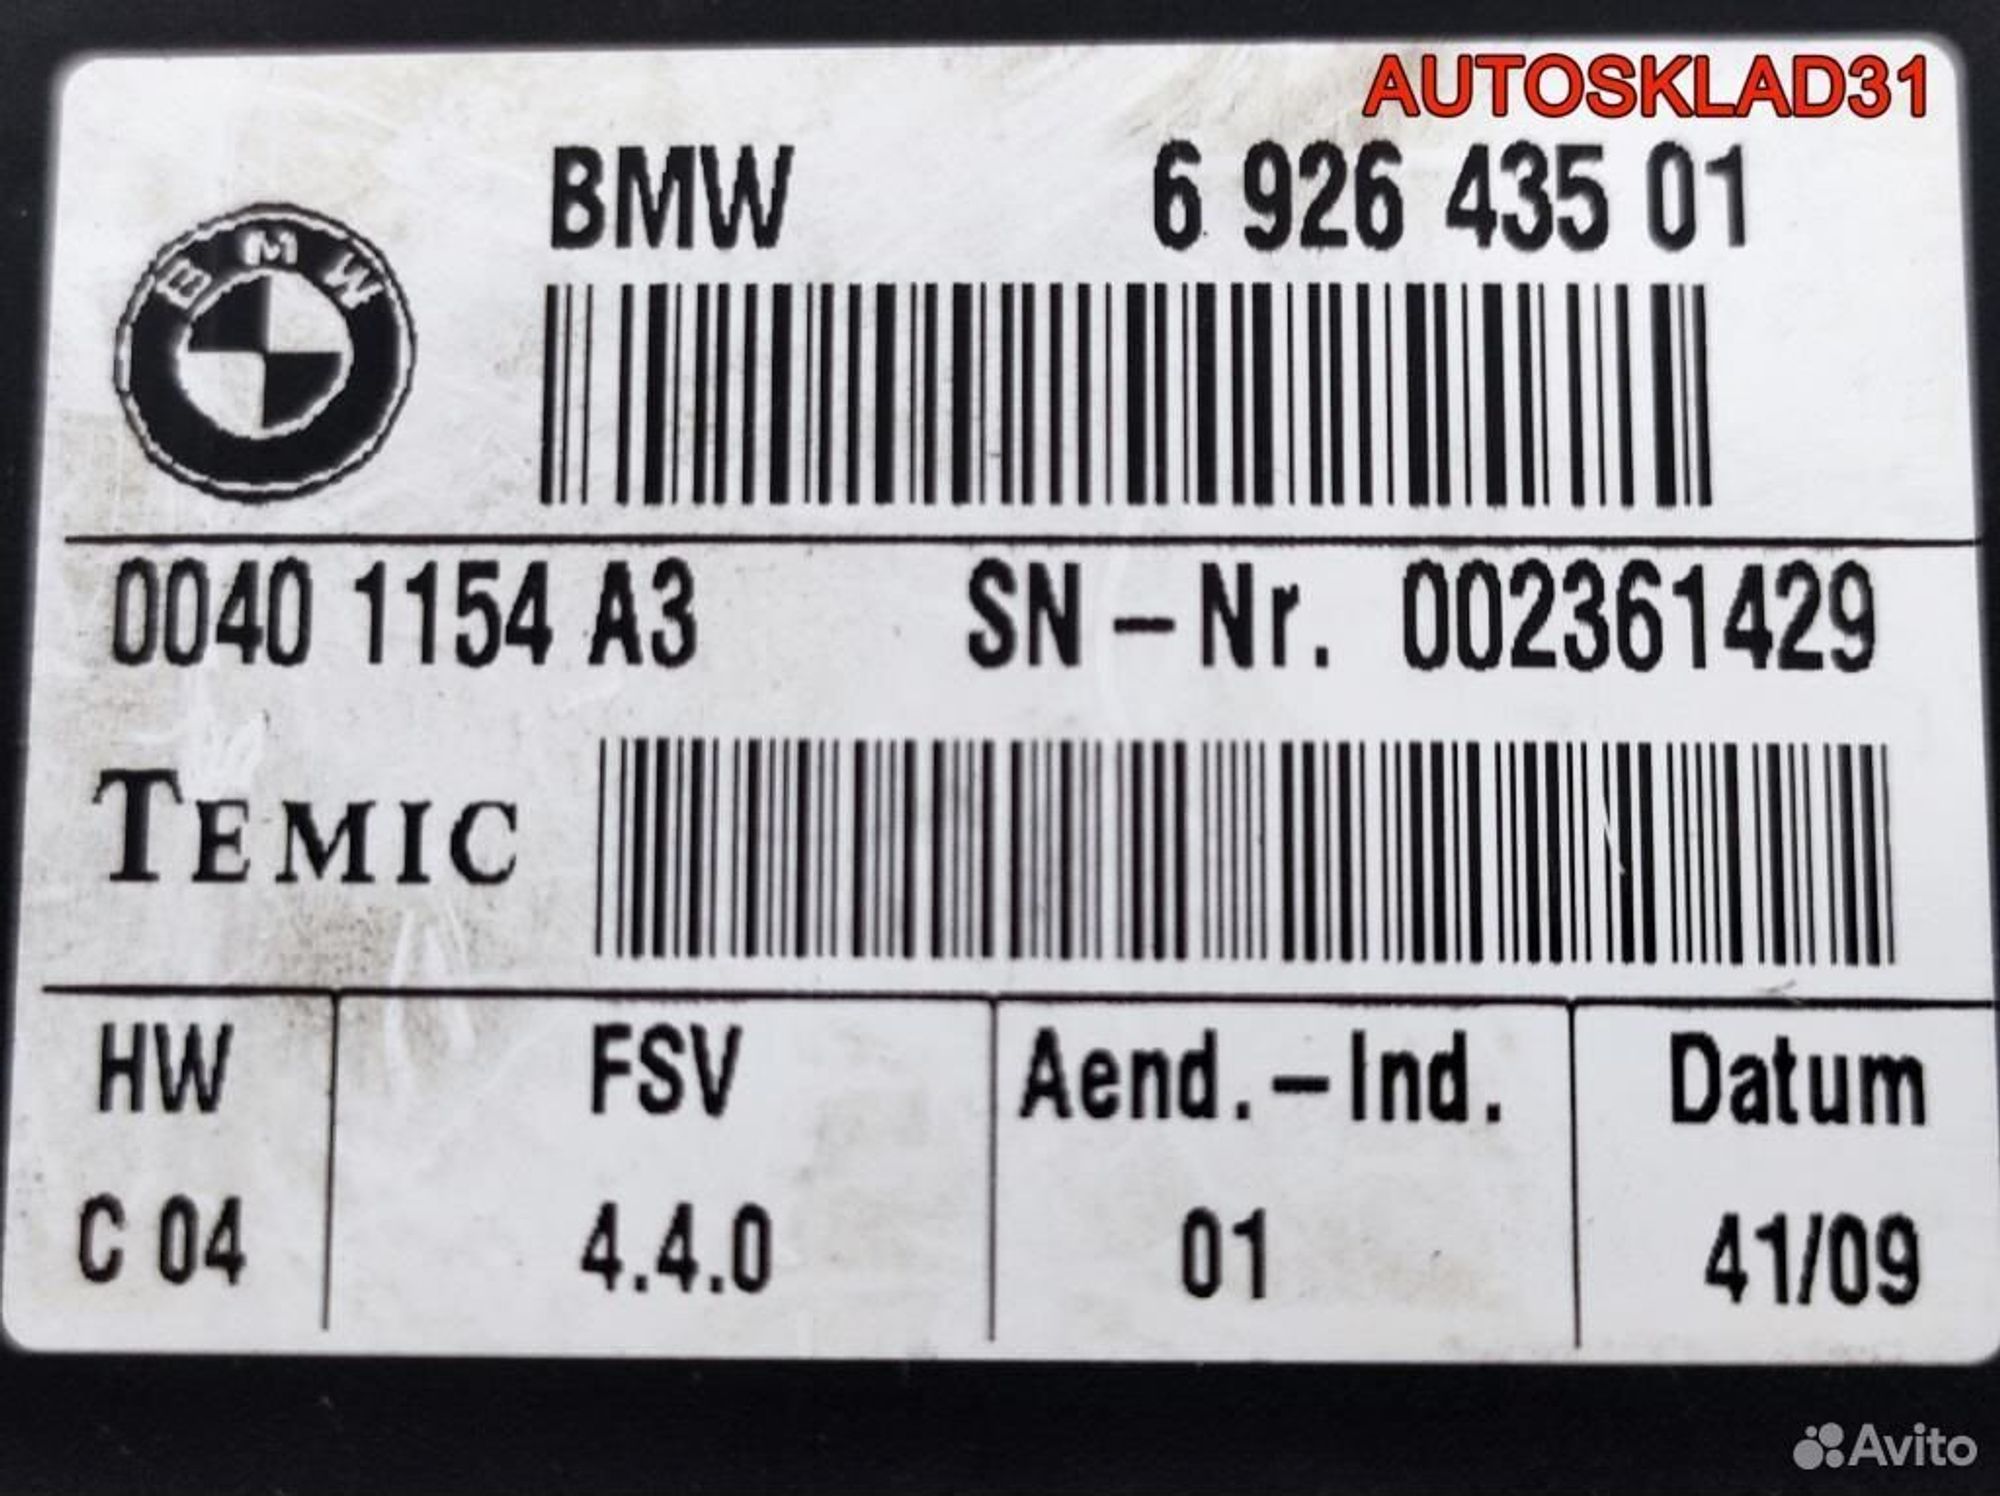 AUTOSKLAD31
BMW 6 926 435 01
BMW
0040 1154 A3 SN-Nr. 002361429
TEMIC
HW FSV Aend.-Ind. Datum
C 04 4.4.0 01 41/09
Avito